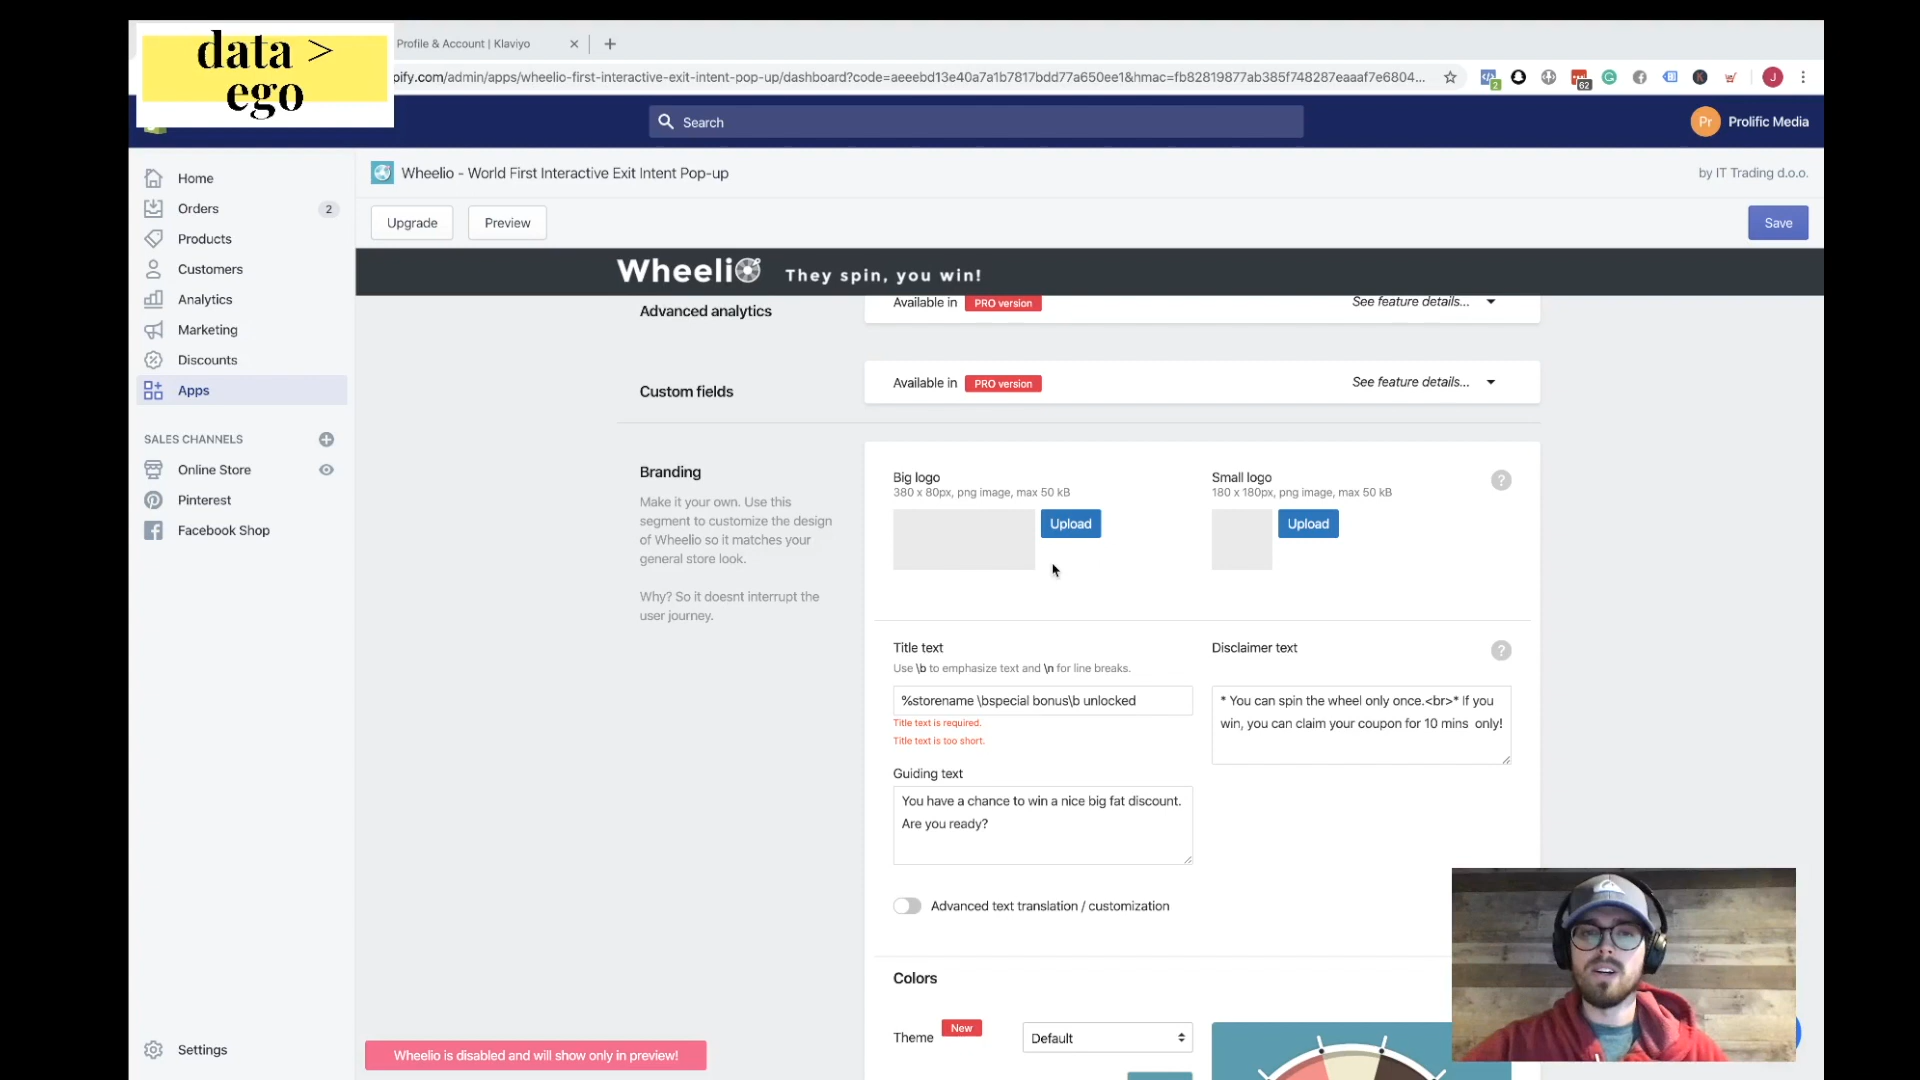 data >
ego
Profile & Account | Klaviyo
pify.com/admin/apps/wheelio-first-interactive-exit-intent-pop-up/dashboard?code=aeeebd13e40a7a1b7817bdd77a650ee1&hmac=fb82819877ab385f748287eaaaf7e6804...
2
62
J
Search
Pr
Prolific Media
Home
Orders
2
Products
Customers
Analytics
Marketing
Discounts
Apps
SALES CHANNELS
Online Store
Pinterest
Facebook Shop
Settings
Wheelio - World First Interactive Exit Intent Pop-up
by IT Trading d.o.o.
Upgrade
Preview
Save
Wheelio They spin, you win!
Advanced analytics
Available in PRO version
See feature details...
Custom fields
Available in PRO version
See feature details...
Branding
Make it your own. Use this
segment to customize the design
of Wheelio so it matches your
general store look.
Why? So it doesnt interrupt the
user journey.
Big logo
380 x 80px, png image, max 50 kB
Upload
Small logo
180 x 180px, png image, max 50 kB
Upload
?
Title text
Use \b to emphasize text and \n for line breaks.
%storename \bspecial bonus\b unlocked
Title text is required.
Title text is too short.
Disclaimer text
?
* You can spin the wheel only once.<br>* If you
win, you can claim your coupon for 10 mins only!
Guiding text
You have a chance to win a nice big fat discount.
Are you ready?
Advanced text translation / customization
Colors
Theme New
Default
Wheelio is disabled and will show only in preview!